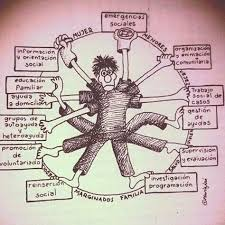 emergencias
sociales
MUJER
MENORES
información y
orientación
social
organización y
animación
comunitaria
educación
familiar
ayuda a
domicilio
Trabajo
social de
casos
gestión
de
ayudas
grupos de
autoayuda y
heteroayuda
promoción
de
voluntariado
supervisión
y evaluación
reinserción
social
investigación
programación
MARGINADOS
FAMILIA